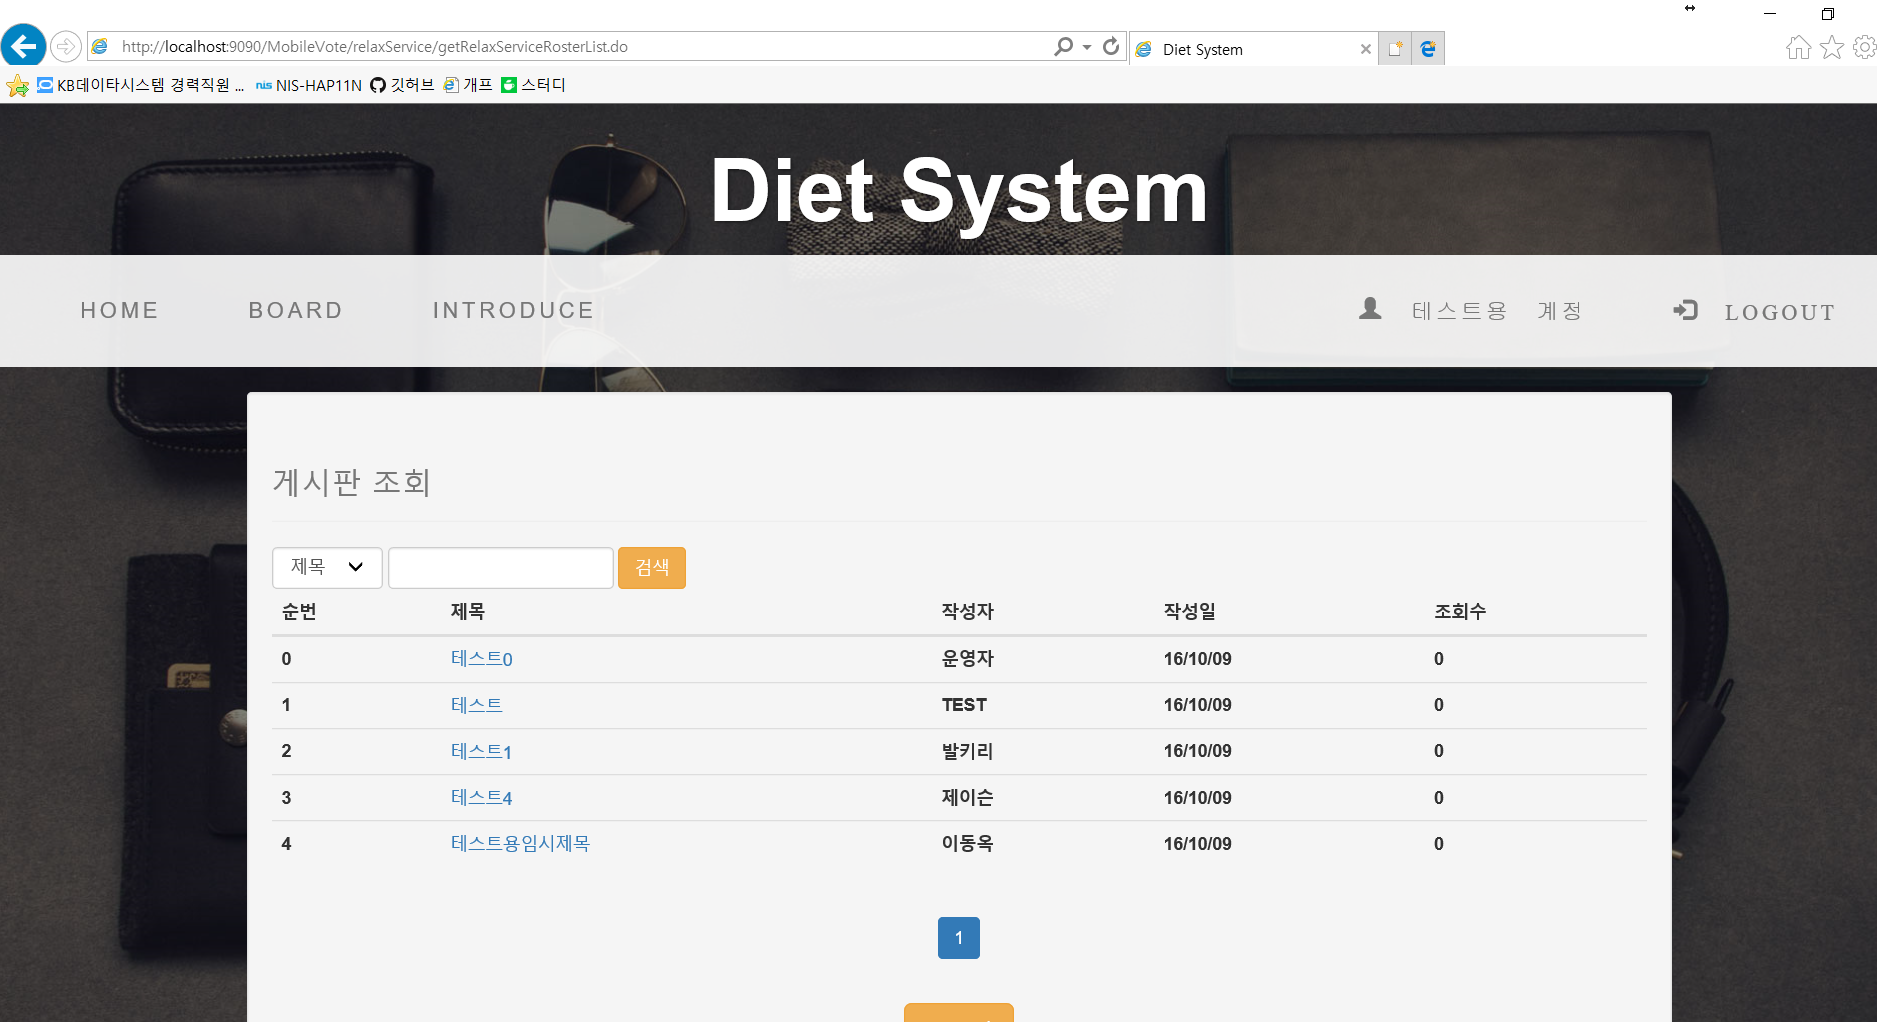 http://localhost:9090/MobileVote/relaxService/getRelaxServiceRosterList.do
Diet System
KB데이타시스템 경력직원 ...
nis NIS-HAP11N
깃허브
개프
스터디
Diet System
HOME
BOARD
INTRODUCE
테스트용 계정
LOGOUT
게시판 조회
제목
검색
순번 제목 작성자 작성일 조회수
0 테스트0 운영자 16/10/09 0
1 테스트 TEST 16/10/09 0
2 테스트1 발키리 16/10/09 0
3 테스트4 제이슨 16/10/09 0
4 테스트용임시제목 이동옥 16/10/09 0
1